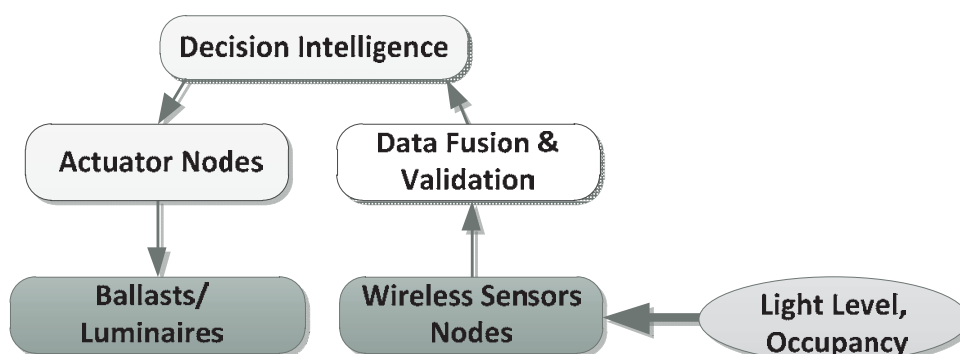 Decision Intelligence
Actuator Nodes
Data Fusion &
Validation
Ballasts/
Luminaires
Wireless Sensors
Nodes
Light Level,
Occupancy